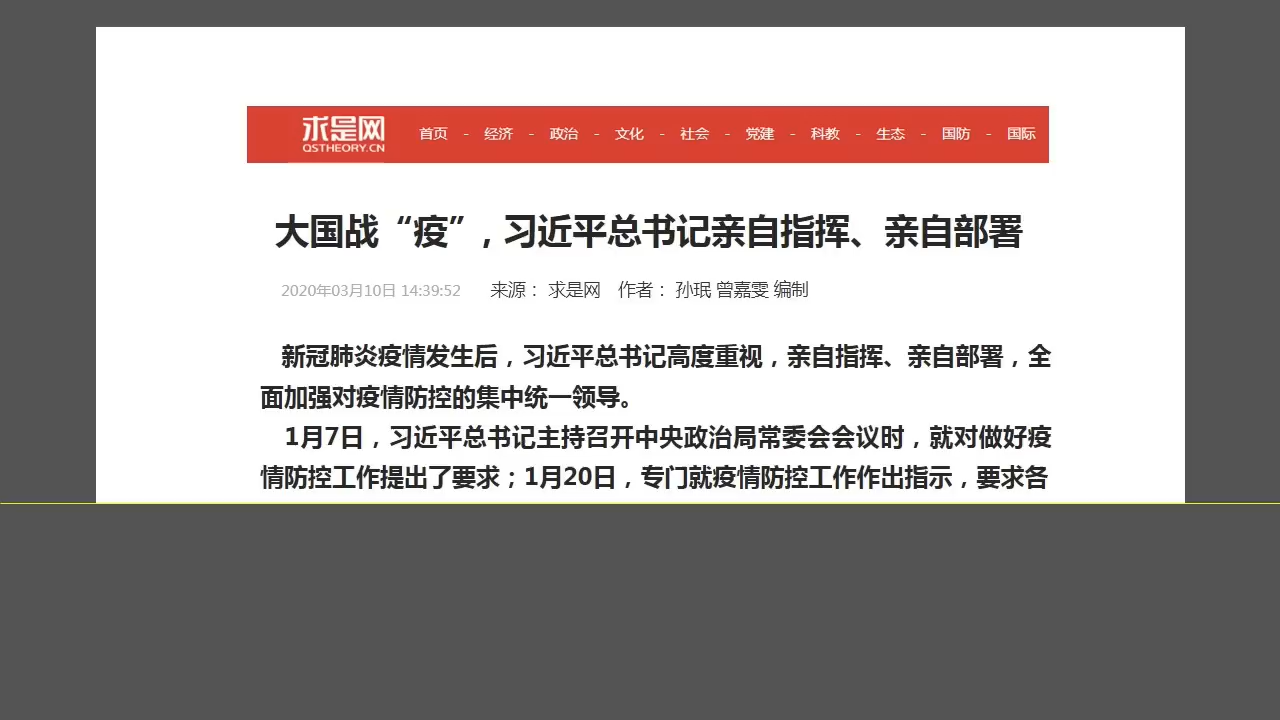 求是网
QSTHEORY.CN
首页 - 经济 - 政治 - 文化 - 社会 - 党建 - 科教 - 生态 - 国防 - 国际
大国战“疫”，习近平总书记亲自指挥、亲自部署
2020年03月10日 14:39:52 来源： 求是网 作者： 孙珉 曾嘉雯 编制
新冠肺炎疫情发生后，习近平总书记高度重视，亲自指挥、亲自部署，全
面加强对疫情防控的集中统一领导。
1月7日，习近平总书记主持召开中央政治局常委会会议时，就对做好疫
情防控工作提出了要求；1月20日，专门就疫情防控工作作出指示，要求各